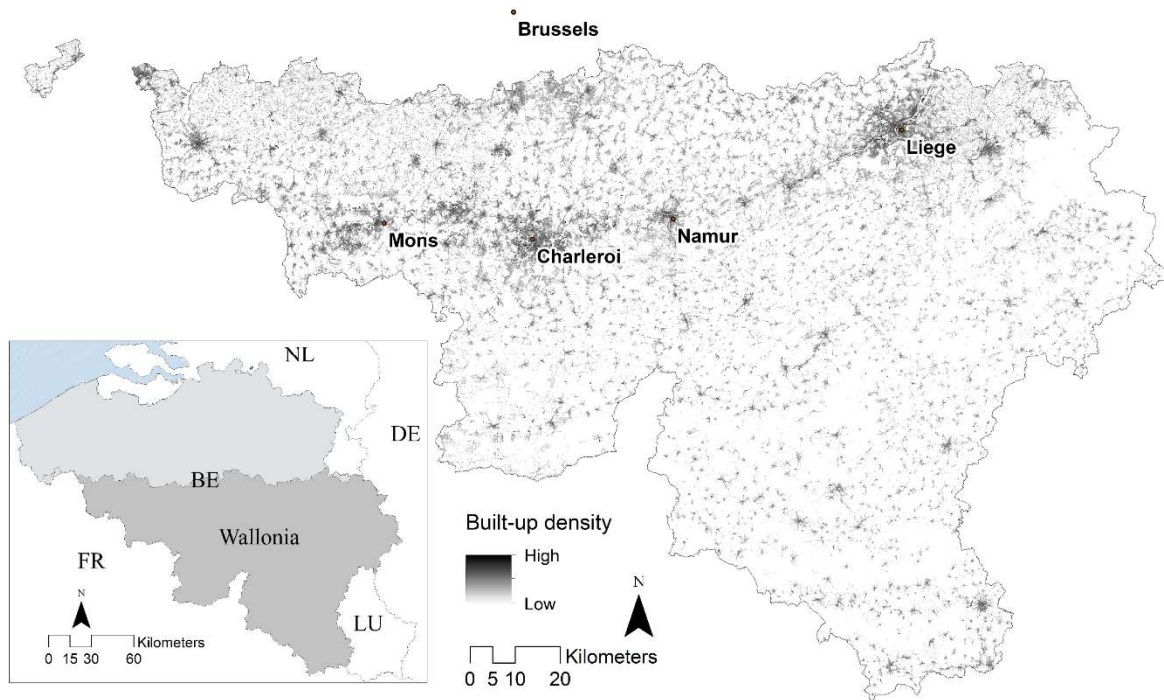 Brussels
Liege
Mons
Namur
Charleroi
NL
DE
BE
Wallonia
FR
LU
N
Kilometers
0 15 30 60
Built-up density
High
Low
N
Kilometers
0 5 10 20